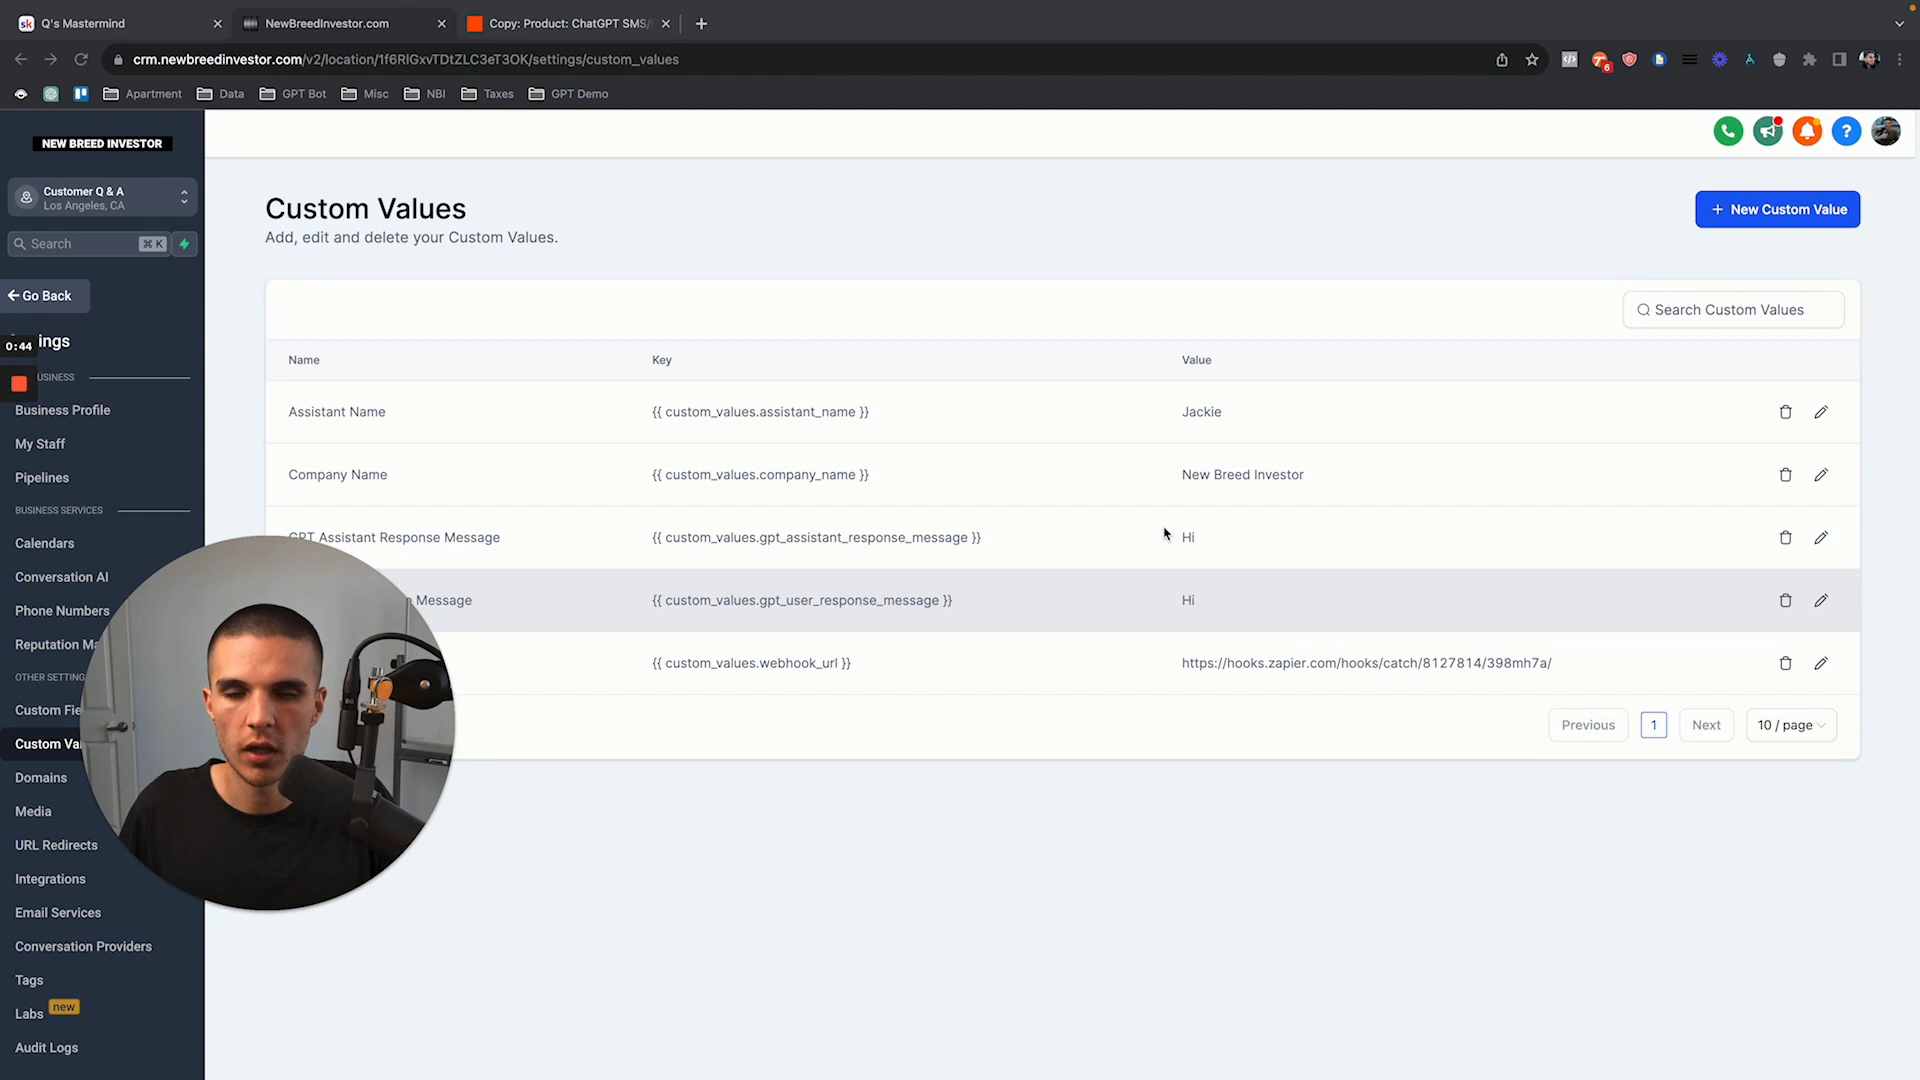 Q's Mastermind
NewBreedInvestor.com
Copy: Product: ChatGPT SMS/
crm.newbreedinvestor.com/v2/location/1f6RlGxvTDtZLC3eT3OK/settings/custom_values
6
Apartment
Data
GPT Bot
Misc
NBI
Taxes
GPT Demo
NEW BREED INVESTOR
Customer Q & A
Los Angeles, CA
Search
⌘ K
Go Back
ings
0:44
USINESS
Business Profile
My Staff
Pipelines
BUSINESS SERVICES
Calendars
Conversation AI
Phone Numbers
Reputation Ma
OTHER SETTING
Custom Fie
Custom Va
Domains
Media
URL Redirects
Integrations
Email Services
Conversation Providers
Tags
Labs new
Audit Logs
?
Custom Values
Add, edit and delete your Custom Values.
+ New Custom Value
Search Custom Values
Name Key Value
Assistant Name {{ custom_values.assistant_name }} Jackie
Company Name {{ custom_values.company_name }} New Breed Investor
GPT Assistant Response Message {{ custom_values.gpt_assistant_response_message }} Hi
Message {{ custom_values.gpt_user_response_message }} Hi
{{ custom_values.webhook_url }} https://hooks.zapier.com/hooks/catch/8127814/398mh7a/
Previous 1 Next 10 / page